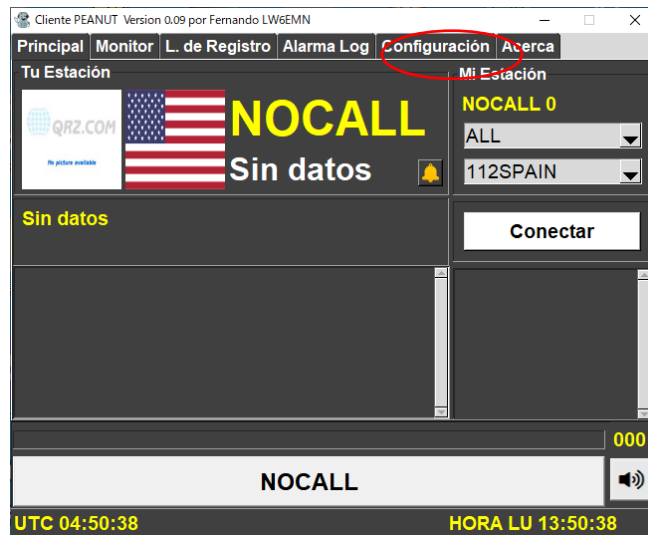 Cliente PEANUT Version 0.09 por Fernando LW6EMN
Principal Monitor L. de Registro Alarma Log Configuración Acerca
Tu Estación
QRZ.COM
No picture available
NOCALL
Sin datos
Mi Estación
NOCALL 0
ALL
112SPAIN
Sin datos
Conectar
000
NOCALL
UTC 04:50:38
HORA LU 13:50:38